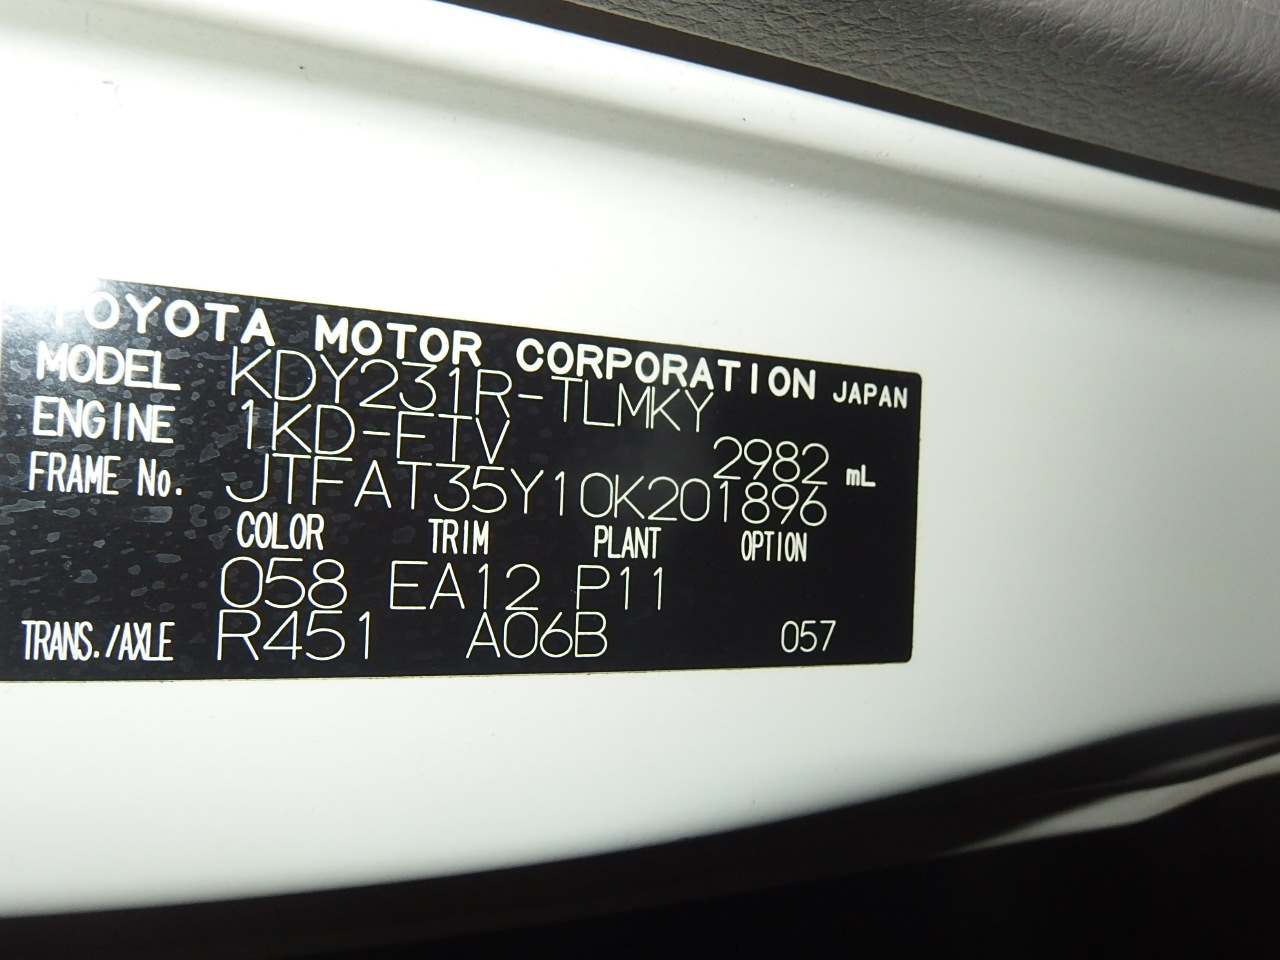 TOYOTA MOTOR CORPORATION JAPAN
MODEL KDY231R-TLMKY
ENGINE 1KD-FTV 2982 mL
FRAME No. JTFAT35Y10K201896
COLOR TRIM PLANT OPTION
058 EA12 P11
TRANS./AXLE R451 A06B 057